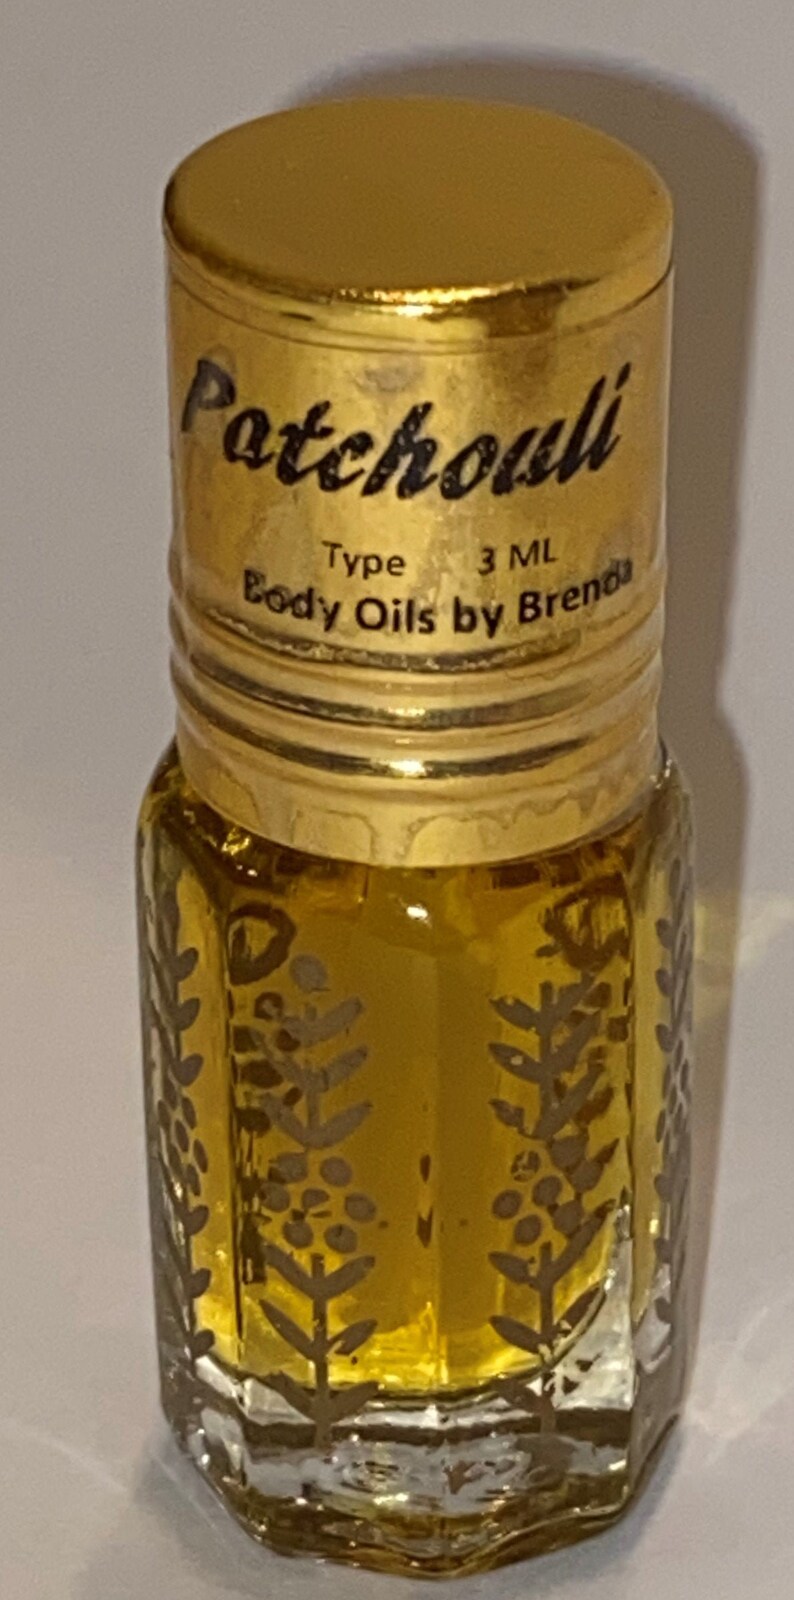 Patchouli
Type 3 ML
Body Oils by Brenda